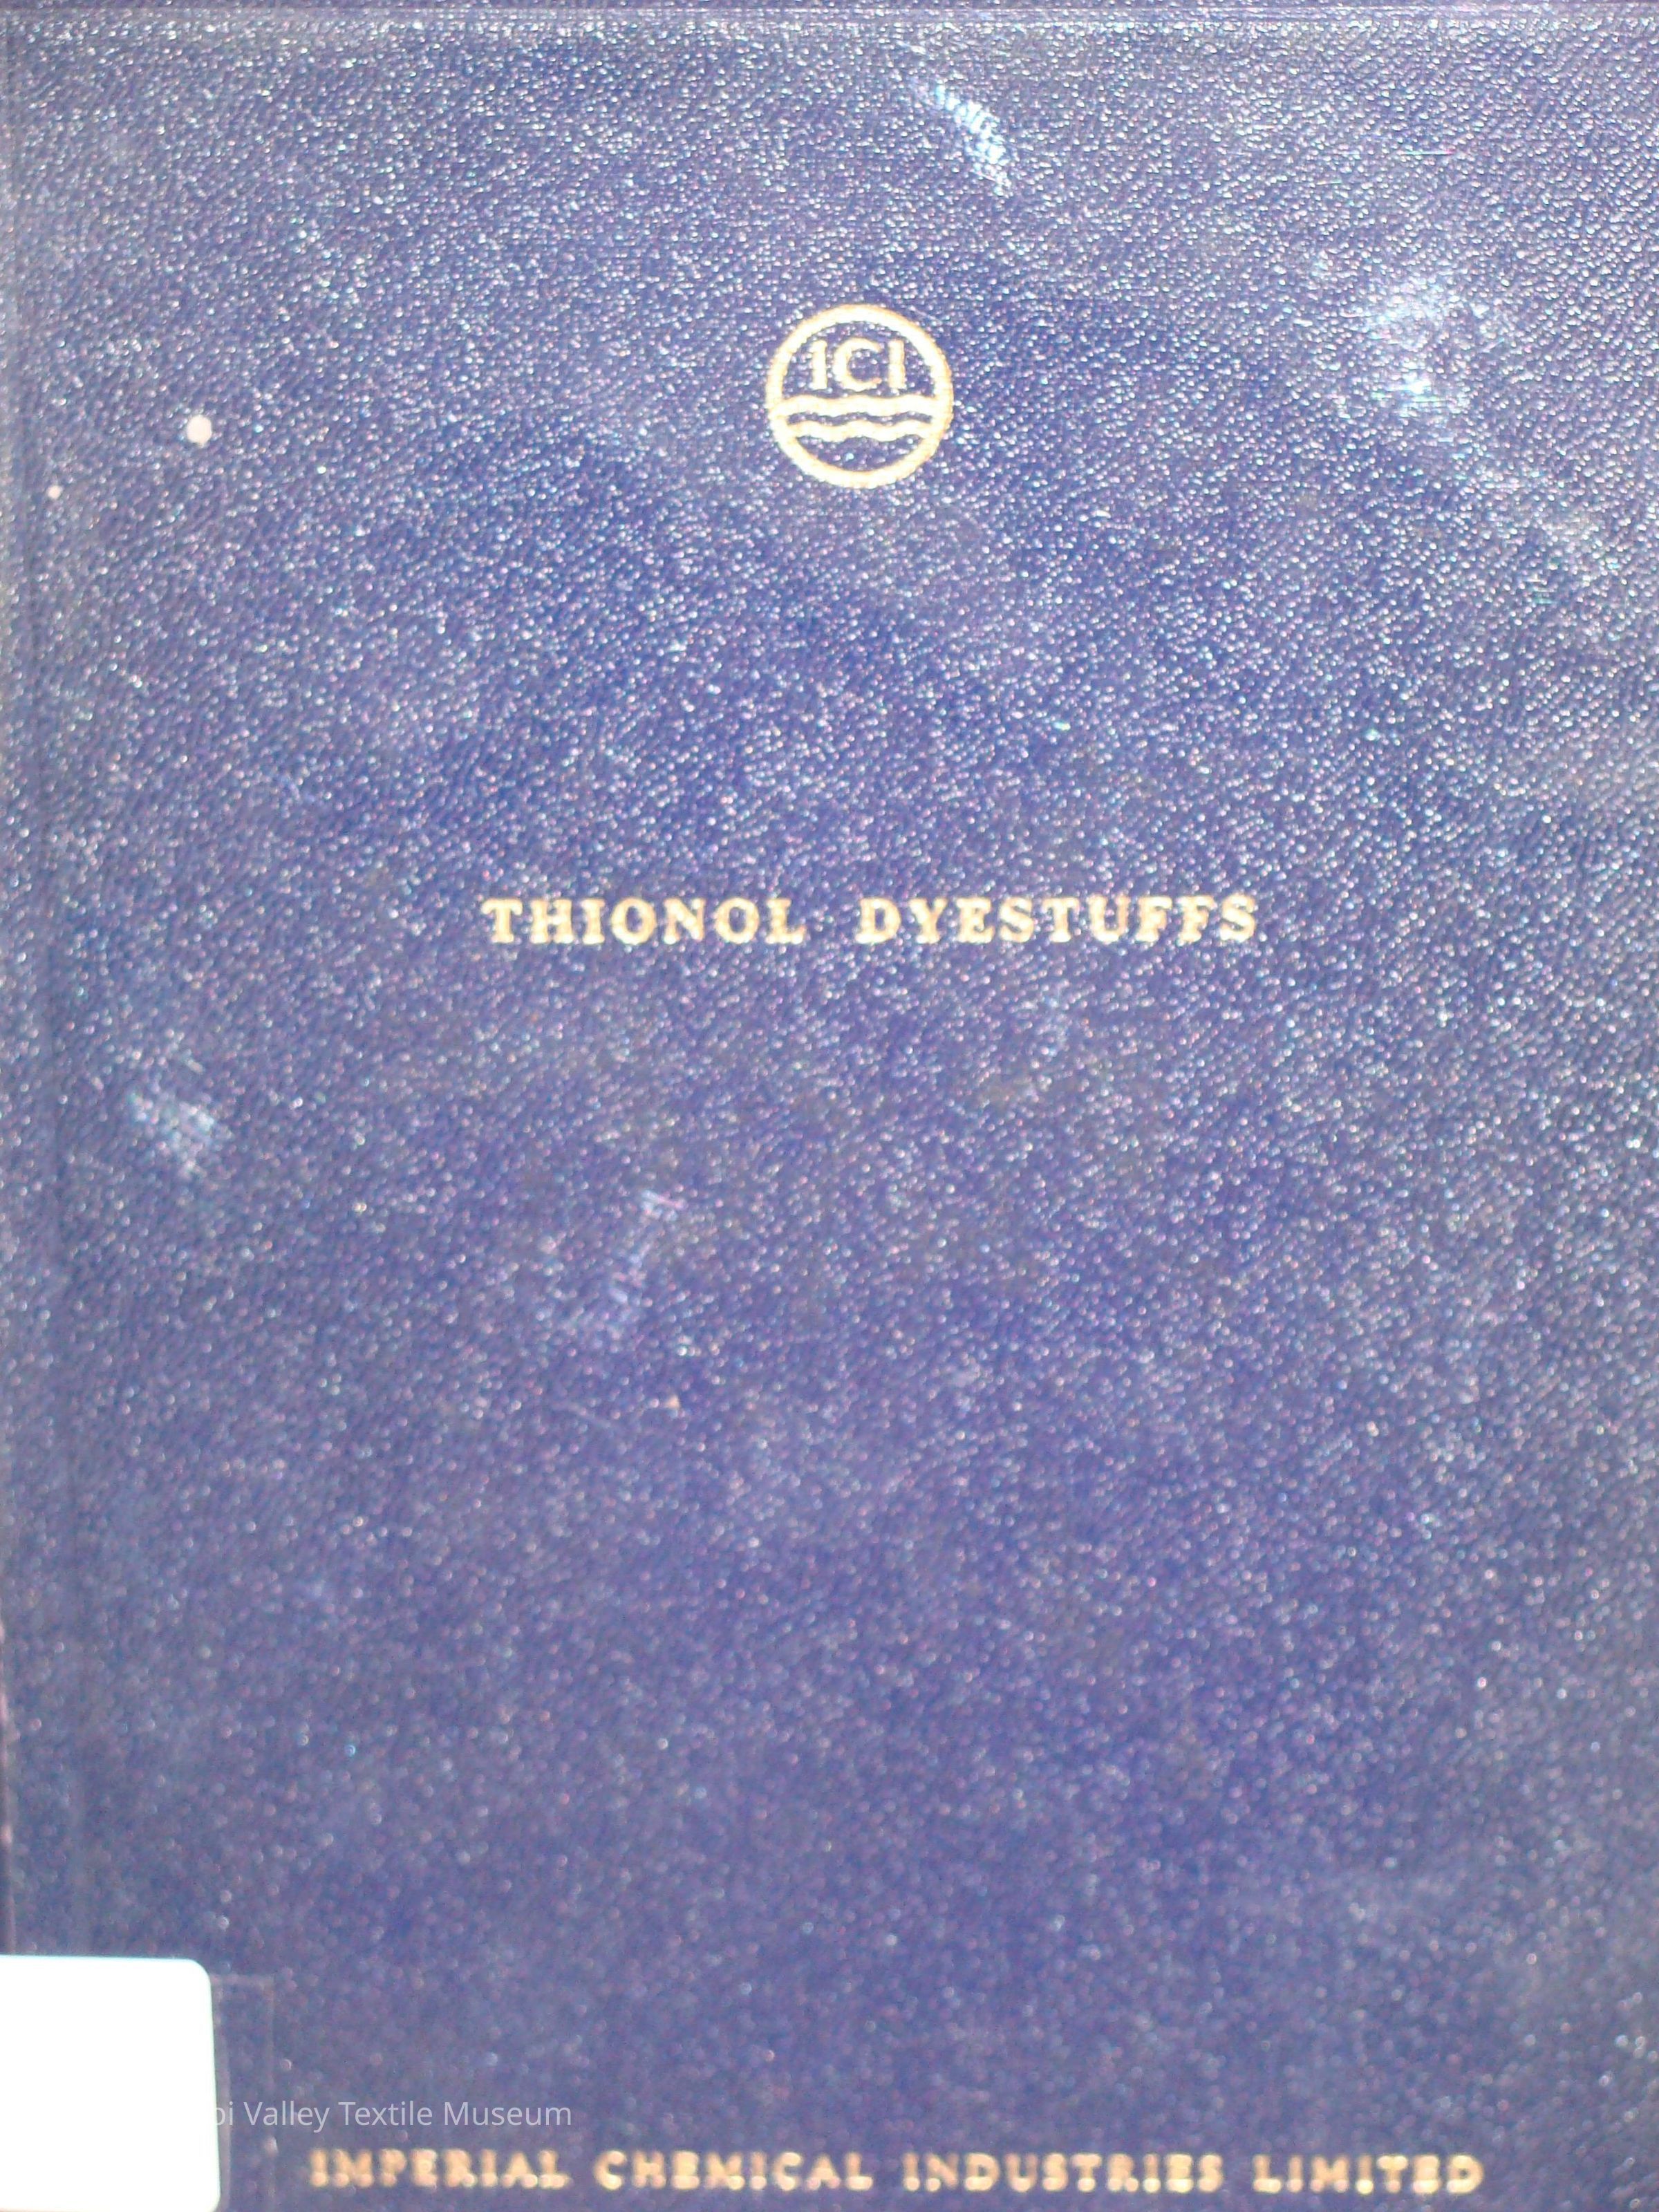 ICI
THIONOL DYESTUFFS
Valley Textile Museum
IMPERIAL CHEMICAL INDUSTRIES LIMITED